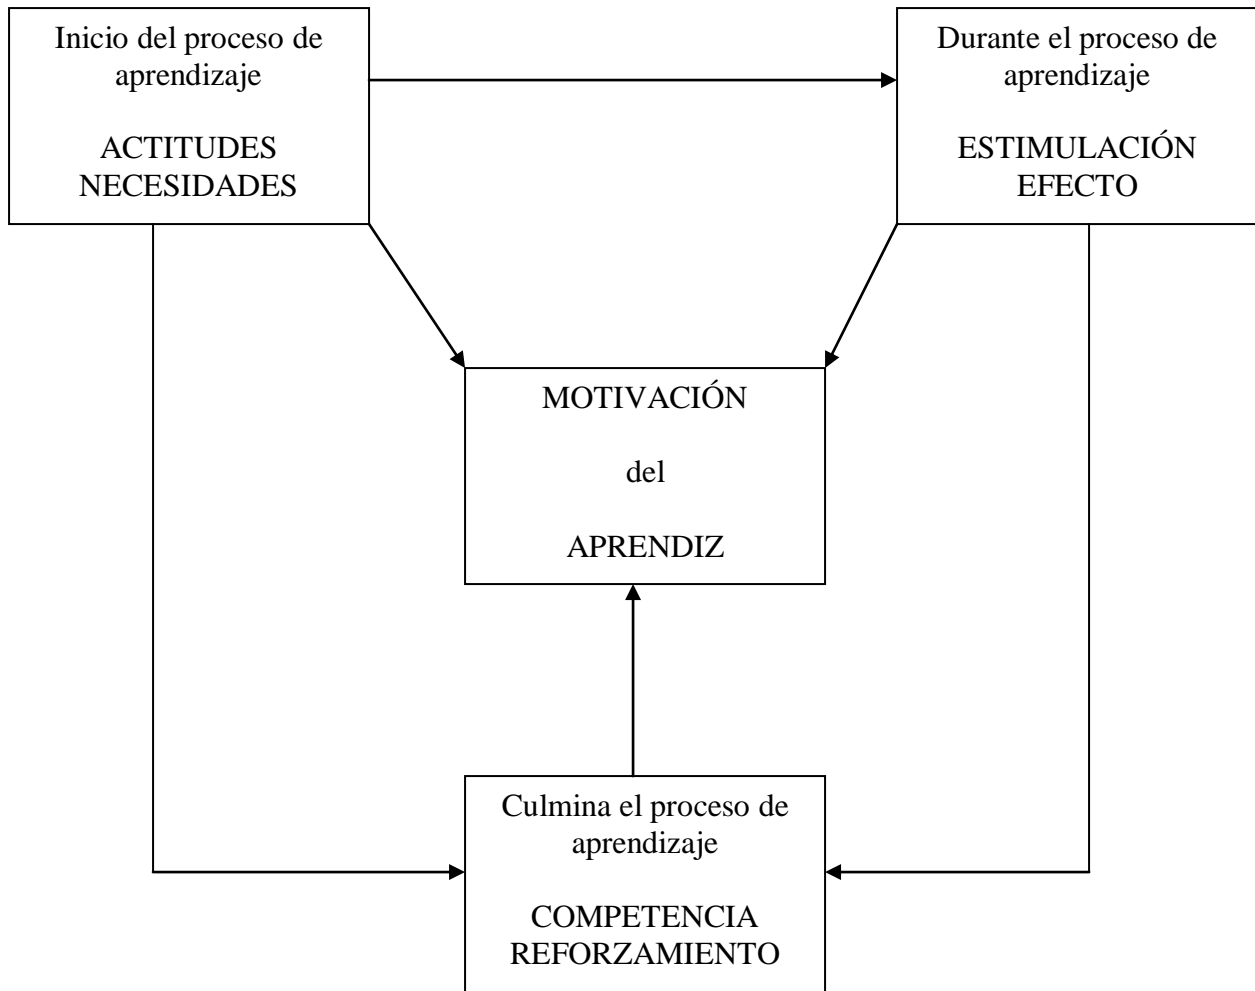 Inicio del proceso de
aprendizaje
ACTITUDES
NECESIDADES
Durante el proceso de
aprendizaje
ESTIMULACIÓN
EFECTO
MOTIVACIÓN
del
APRENDIZ
Culmina el proceso de
aprendizaje
COMPETENCIA
REFORZAMIENTO